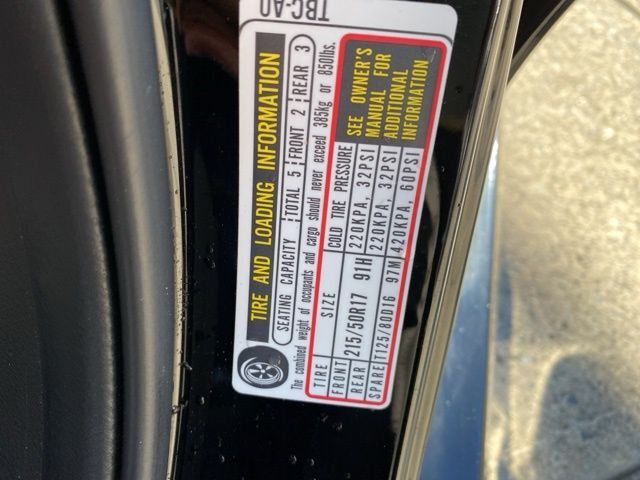 TBC-A0
TIRE AND LOADING INFORMATION
SEATING CAPACITY TOTAL 5 FRONT 2 REAR 3
The combined weight of occupants and cargo should never exceed 385kg or 850lbs.
TIRE SIZE COLD TIRE PRESSURE
FRONT 215/50R17 91H 220KPA, 32PSI
REAR 220KPA, 32PSI
SPARE T125/80D16 97M 420KPA, 60PSI
SEE OWNER'S
MANUAL FOR
ADDITIONAL
INFORMATION